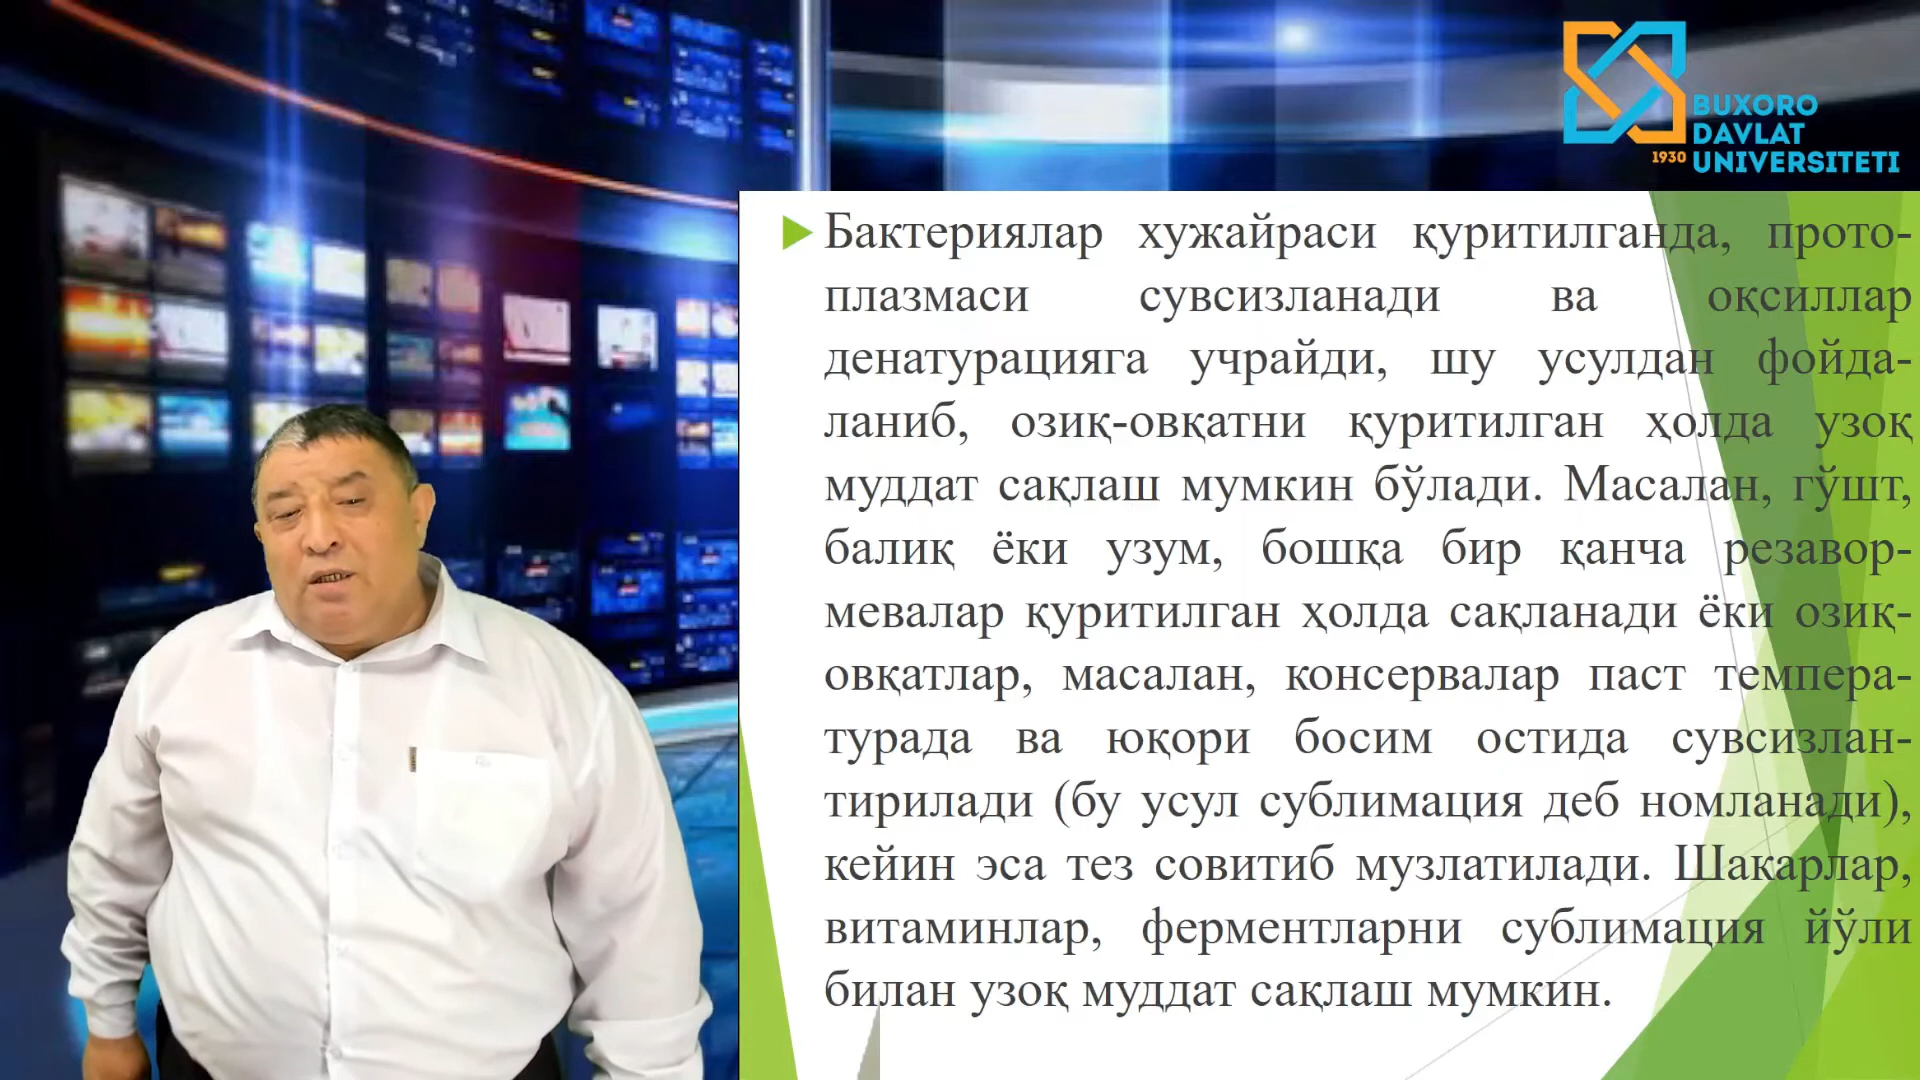 BUXORO
DAVLAT
1930 UNIVERSITETI
Бактериялар хужайраси қуритилганда, прото-
плазмаси сувсизланади ва оқсиллар
денатурацияга учрайди, шу усулдан фойда-
ланиб, озиқ-овқатни қуритилган ҳолда узоқ
муддат сақлаш мумкин бўлади. Масалан, гўшт,
балиқ ёки узум, бошқа бир қанча резавор-
мевалар қуритилган ҳолда сақланади ёки озиқ-
овқатлар, масалан, консервалар паст темпера-
турада ва юқори босим остида сувсизлан-
тирилади (бу усул сублимация деб номланади),
кейин эса тез совитиб музлатилади. Шакарлар,
витаминлар, ферментларни сублимация йўли
билан узоқ муддат сақлаш мумкин.